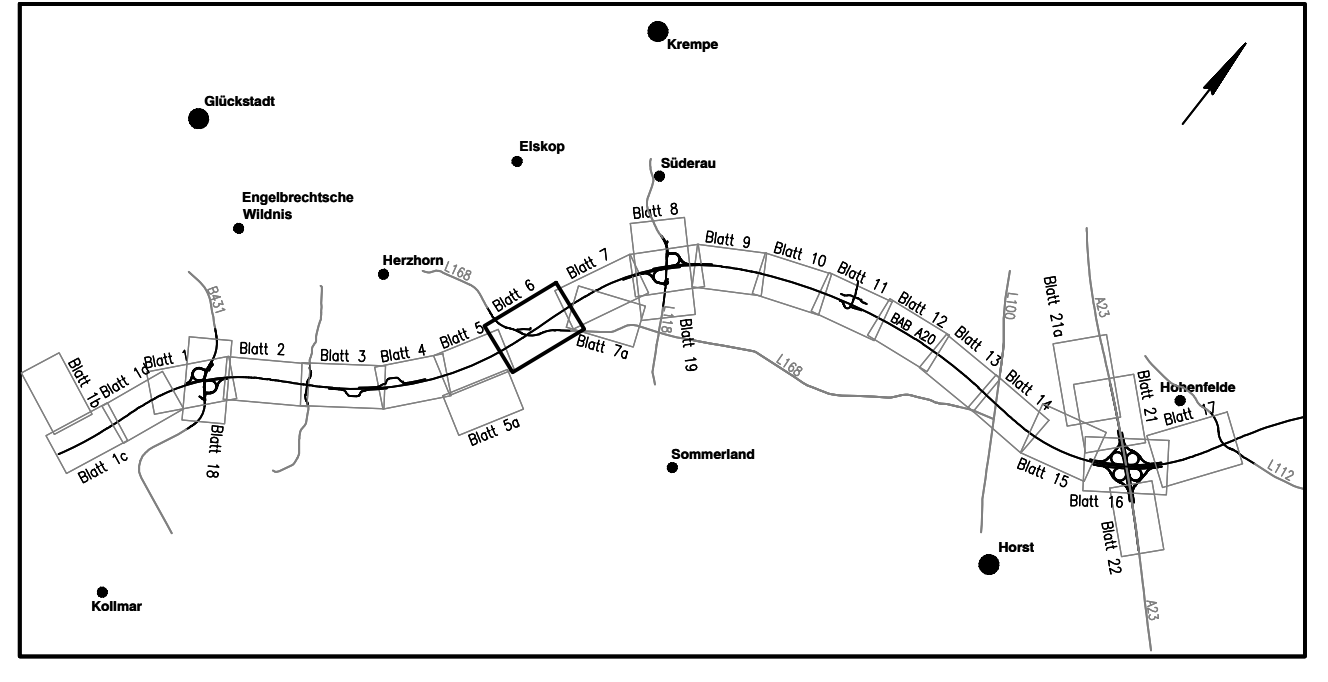 Krempe
Glückstadt
Elskop
Süderau
Engelbrechtsche
Wildnis
Blatt 8
Herzhorn
L168
Blatt 7
Blatt 9
Blatt 10
Blatt 11
B431
Blatt 6
L118
Blatt 12
BAB A20
L100
Blatt 21a
A23
Blatt 5
Blatt 7a
Blatt 19
Blatt 13
Blatt 1
Blatt 2
Blatt 3
Blatt 4
L168
Blatt 1b
Blatt 1d
Blatt 14
Blatt 21
Hohenfelde
Blatt 17
Blatt 5a
Blatt 18
Blatt 1c
Sommerland
Blatt 15
L112
Blatt 16
Horst
Blatt 22
Kollmar
A23